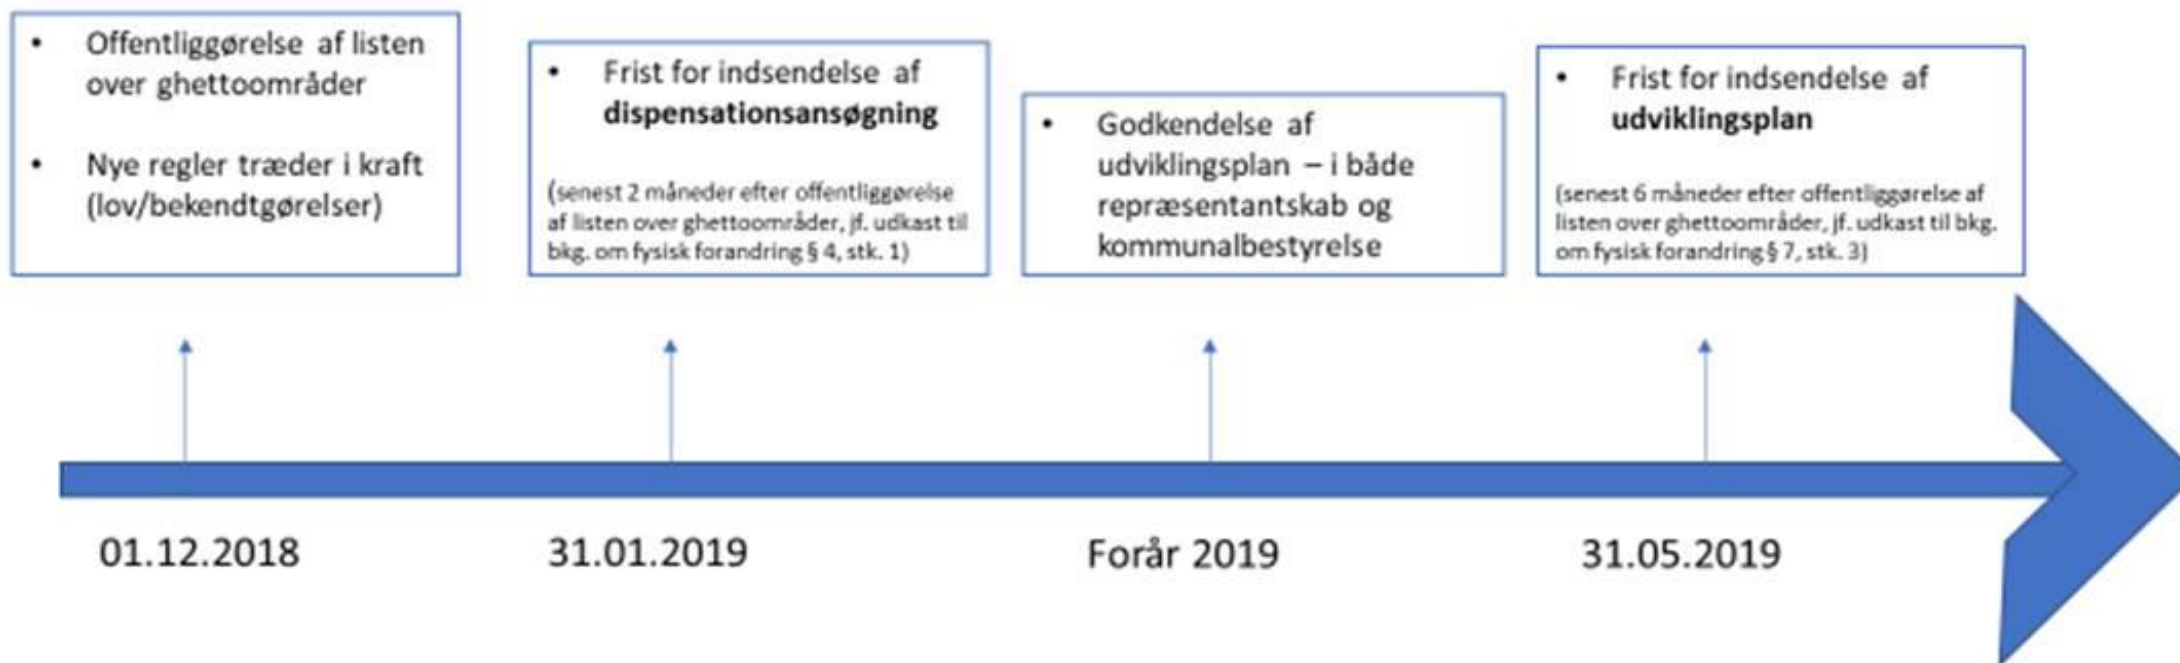 • Offentliggørelse af listen
over ghettoområder
• Nye regler træder i kraft
(lov/bekendtgørelser)
• Frist for indsendelse af
dispensationsansøgning
(senest 2 måneder efter offentliggørelse
af listen over ghettoområder, jf. udkast til
bkg. om fysisk forandring § 4, stk. 1)
• Godkendelse af
udviklingsplan – i både
repræsentantskab og
kommunalbestyrelse
• Frist for indsendelse af
udviklingsplan
(senest 6 måneder efter offentliggørelse af
listen over ghettoområder, jf. udkast til bkg.
om fysisk forandring § 7, stk. 3)
01.12.2018
31.01.2019
Forår 2019
31.05.2019